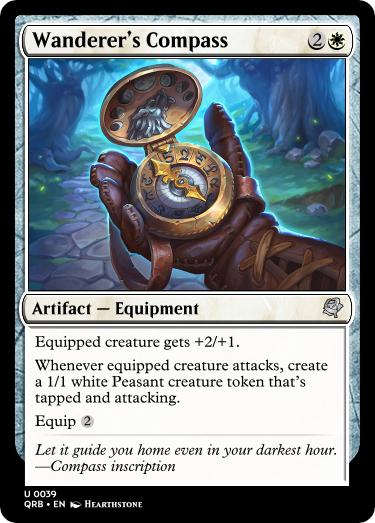 Wanderer's Compass 2
Artifact — Equipment
Equipped creature gets +2/+1.
Whenever equipped creature attacks, create
a 1/1 white Peasant creature token that's
tapped and attacking.
Equip 2
Let it guide you home even in your darkest hour.
—Compass inscription
U 0039
QRB • EN HEARTHSTONE